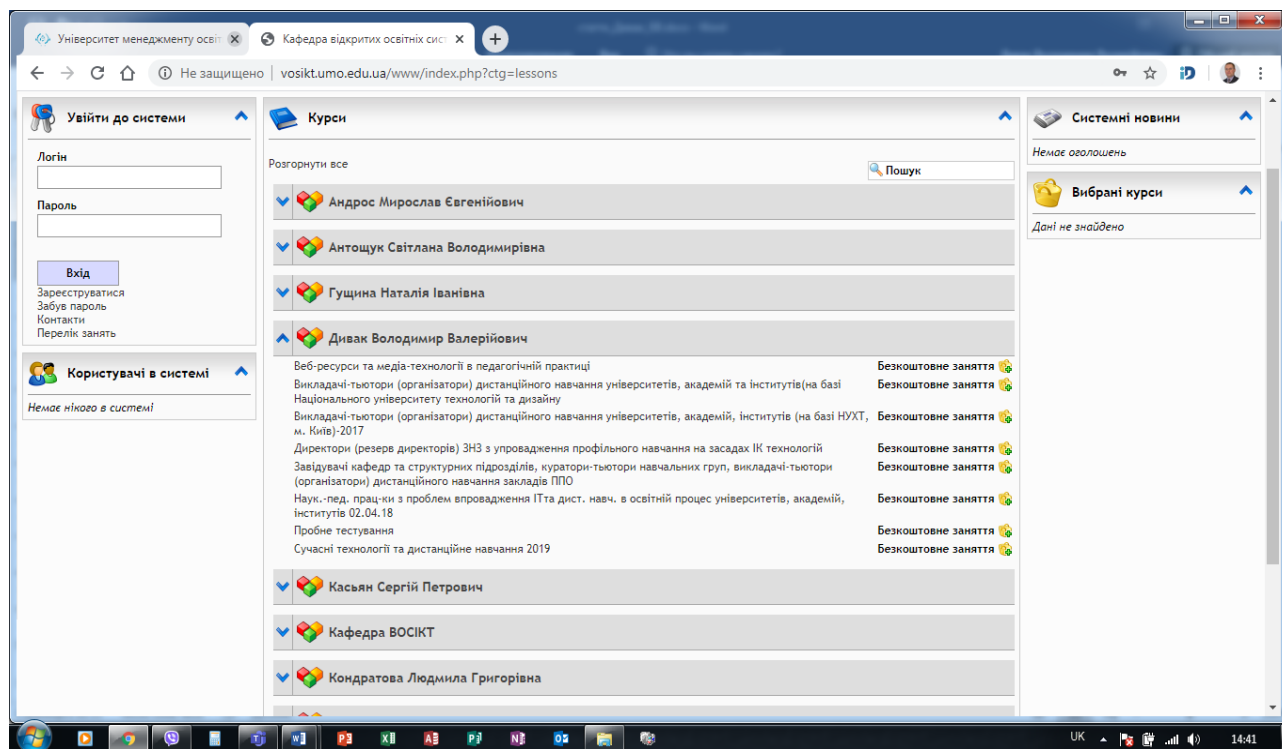 Університет менеджменту освіт
Кафедра відкритих освітніх сист
Не защищено | vosikt.umo.edu.ua/www/index.php?ctg=lessons
Увійти до системи
Логін
Пароль
Вхід
Зареєструватися
Забув пароль
Контакти
Перелік занять
Користувачі в системі
Немає нікого в системі
Курси
Розгорнути все
Пошук
Андрос Мирослав Євгенійович
Антощук Світлана Володимирівна
Гущина Наталія Іванівна
Дивак Володимир Валерійович
Веб-ресурси та медіа-технології в педагогічній практиці Безкоштовне заняття
Викладачі-тьютори (організатори) дистанційного навчання університетів, академій та інститутів(на базі Безкоштовне заняття
Національного університету технологій та дизайну
Викладачі-тьютори (організатори) дистанційного навчання університетів, академій, інститутів (на базі НУХТ, Безкоштовне заняття
м. Київ)-2017
Директори (резерв директорів) ЗНЗ з упровадження профільного навчання на засадах ІК технологій Безкоштовне заняття
Завідувачі кафедр та структурних підрозділів, куратори-тьютори навчальних груп, викладачі-тьютори Безкоштовне заняття
(організатори) дистанційного навчання закладів ППО
Наук.-пед. прац-ки з проблем впровадження ІТта дист. навч. в освітній процес університетів, академій, Безкоштовне заняття
інститутів 02.04.18
Пробне тестування Безкоштовне заняття
Сучасні технології та дистанційне навчання 2019 Безкоштовне заняття
Касьян Сергій Петрович
Кафедра ВОСІКТ
Кондратова Людмила Григорівна
Системні новини
Немає оголошень
Вибрані курси
Дані не знайдено
UK
14:41